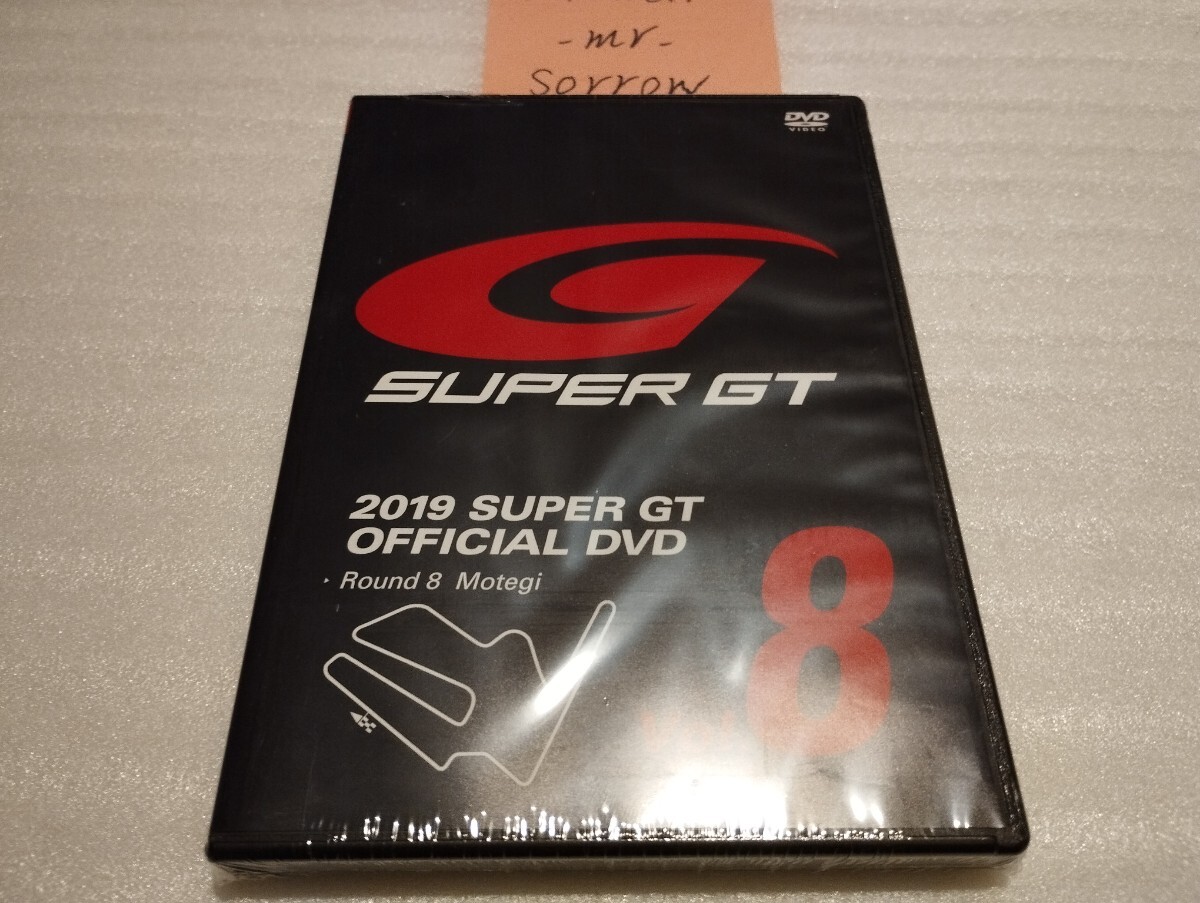 -mr-
sorrow
DVD
VIDEO
SUPER GT
2019 SUPER GT
OFFICIAL DVD
Round 8 Motegi
8